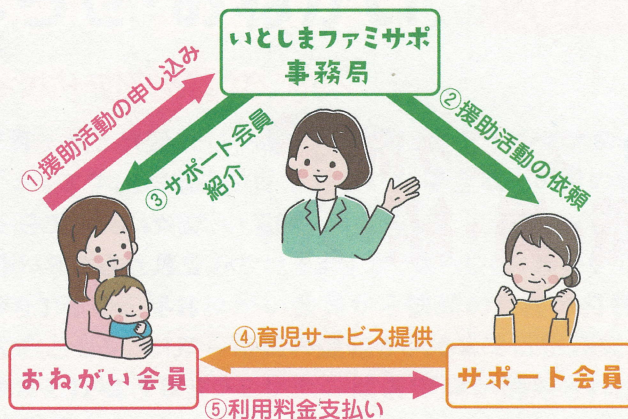 いとしまファミサポ
事務局
①援助活動の申し込み
②援助活動の依頼
③サポート会員
紹介
④育児サービス提供
おねがい会員
サポート会員
⑤利用料金支払い